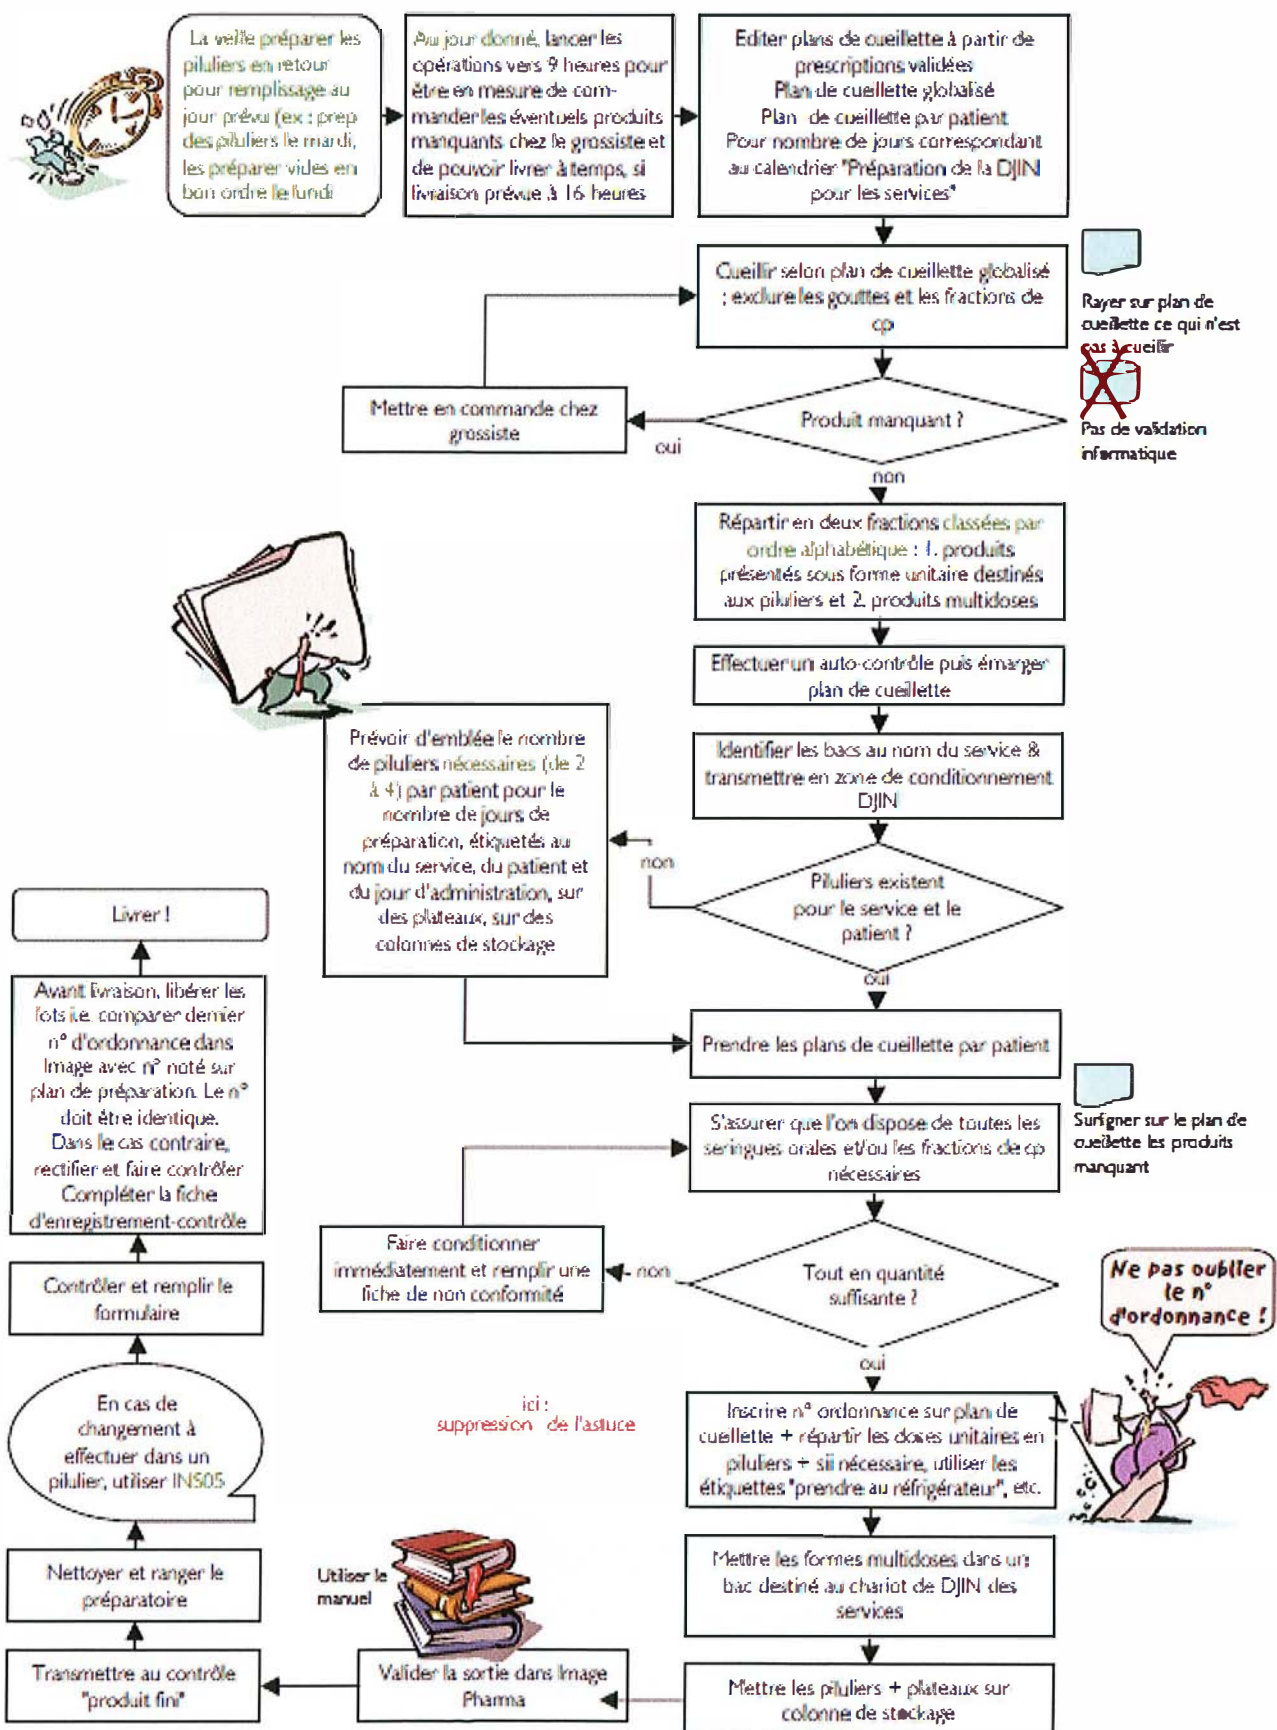 La veille préparer les
piluliers en retour
pour remplissage au
jour prévu (ex : prep
des piluliers le mardi,
les préparer vides en
bon ordre le lundi
Au jour donné, lancer les
opérations vers 9 heures pour
être en mesure de com-
mander les éventuels produits
manquants chez le grossiste et
de pouvoir livrer à temps, si
livraison prévue à 16 heures
Editer plans de cueillette à partir de
prescriptions validées
Plan de cueillette globalisé
Plan de cueillette par patient
Pour nombre de jours correspondant
au calendrier "Préparation de la DJIN
pour les services"
Cueillir selon plan de cueillette globalisé
; exclure les gouttes et les fractions de
cp
Rayer sur plan de
cueillette ce qui n'est
pas à cueillir
Pas de validation
informatique
Produit manquant ?
oui
Mettre en commande chez
grossiste
non
Répartir en deux fractions classées par
ordre alphabétique : 1. produits
présentés sous forme unitaire destinés
aux piluliers et 2. produits multidoses
Effectuer un auto-contrôle puis émarger
plan de cueillette
Identifier les bacs au nom du service &
transmettre en zone de conditionnement
DJIN
Piluliers existent
pour le service et le
patient ?
non
Prévoir d'emblée le nombre
de piluliers nécessaires (de 2
à 4) par patient pour le
nombre de jours de
préparation, étiquetés au
nom du service, du patient et
du jour d'administration, sur
des plateaux, sur des
colonnes de stockage
oui
Prendre les plans de cueillette par patient
S'assurer que l'on dispose de toutes les
seringues orales et/ou les fractions de cp
nécessaires
Surligner sur le plan de
cueillette les produits
manquant
Tout en quantité
suffisante ?
non
Faire conditionner
immédiatement et remplir une
fiche de non conformité
oui
Ne pas oublier
le n°
d'ordonnance !
ici :
suppression de l'astuce
Inscrire n° ordonnance sur plan de
cueillette + répartir les doses unitaires en
piluliers + sii nécessaire, utiliser les
étiquettes "prendre au réfrigérateur", etc.
Mettre les formes multidoses dans un
bac destiné au chariot de DJIN des
services
Mettre les piluliers + plateaux sur
colonne de stockage
Utiliser le
manuel
Valider la sortie dans Image
Pharma
Transmettre au contrôle
"produit fini"
Nettoyer et ranger le
préparatoire
En cas de
changement à
effectuer dans un
pilulier, utiliser INS05
Contrôler et remplir le
formulaire
Avant livraison, libérer les
lots i.e. comparer dernier
n° d'ordonnance dans
Image avec n° noté sur
plan de préparation. Le n°
doit être identique.
Dans le cas contraire,
rectifier et faire contrôler
Compléter la fiche
d'enregistrement-contrôle
Livrer !